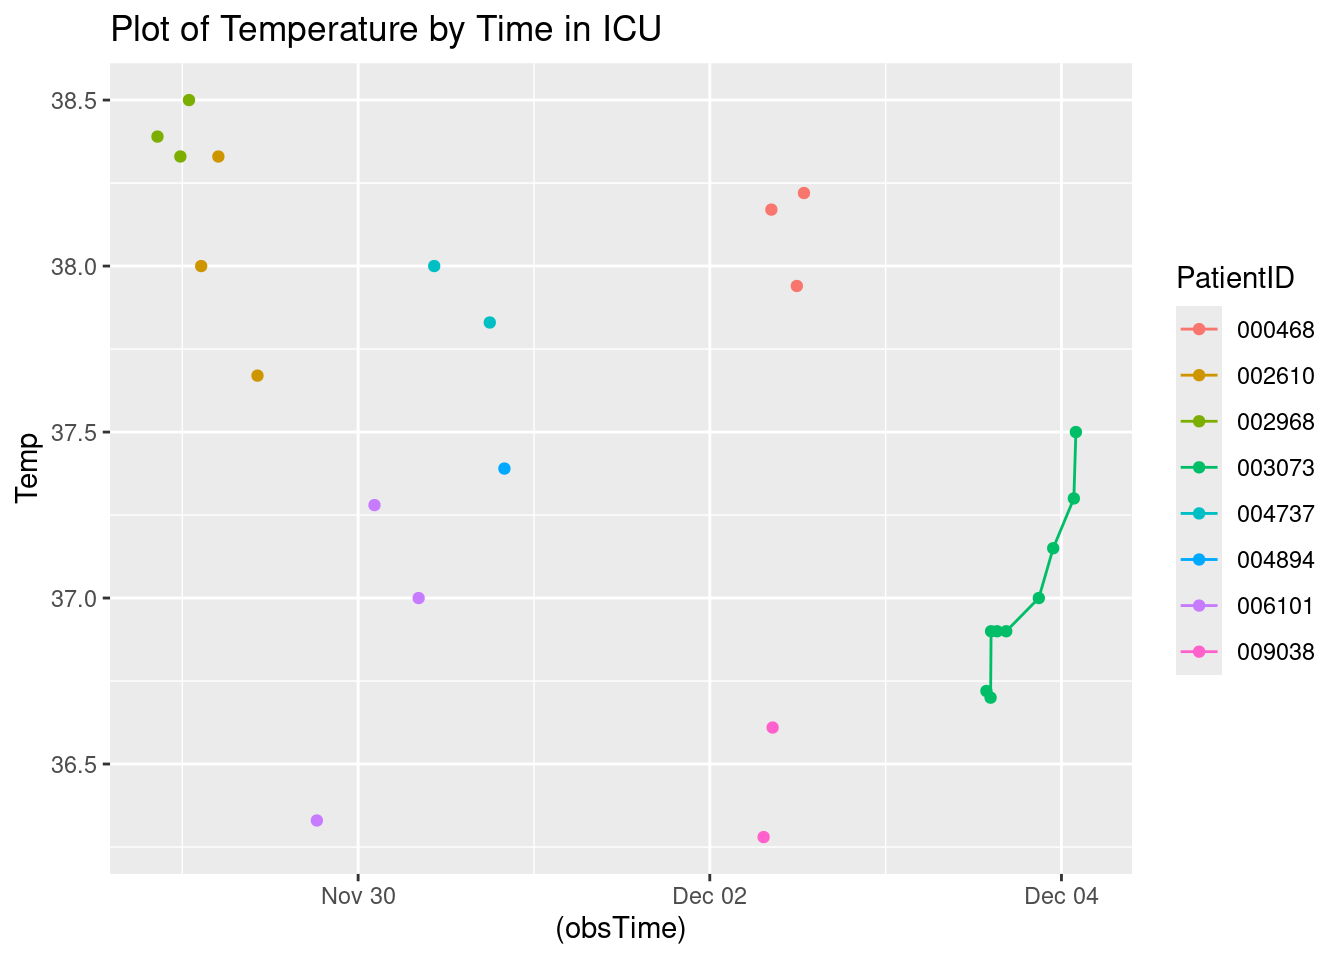 Plot of Temperature by Time in ICU
38.5
38.0
37.5
37.0
36.5
Temp
Nov 30
Dec 02
Dec 04
(obsTime)
PatientID
000468
002610
002968
003073
004737
004894
006101
009038